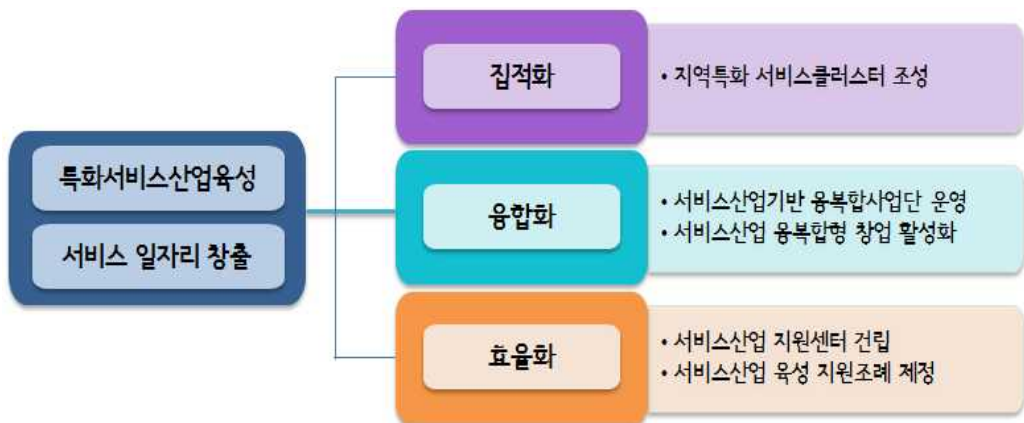 특화서비스산업육성
서비스 일자리 창출
집적화
• 지역특화 서비스클러스터 조성
융합화
• 서비스산업기반 융복합사업단 운영
• 서비스산업 융복합형 창업 활성화
효율화
• 서비스산업 지원센터 건립
• 서비스산업 육성 지원조례 제정